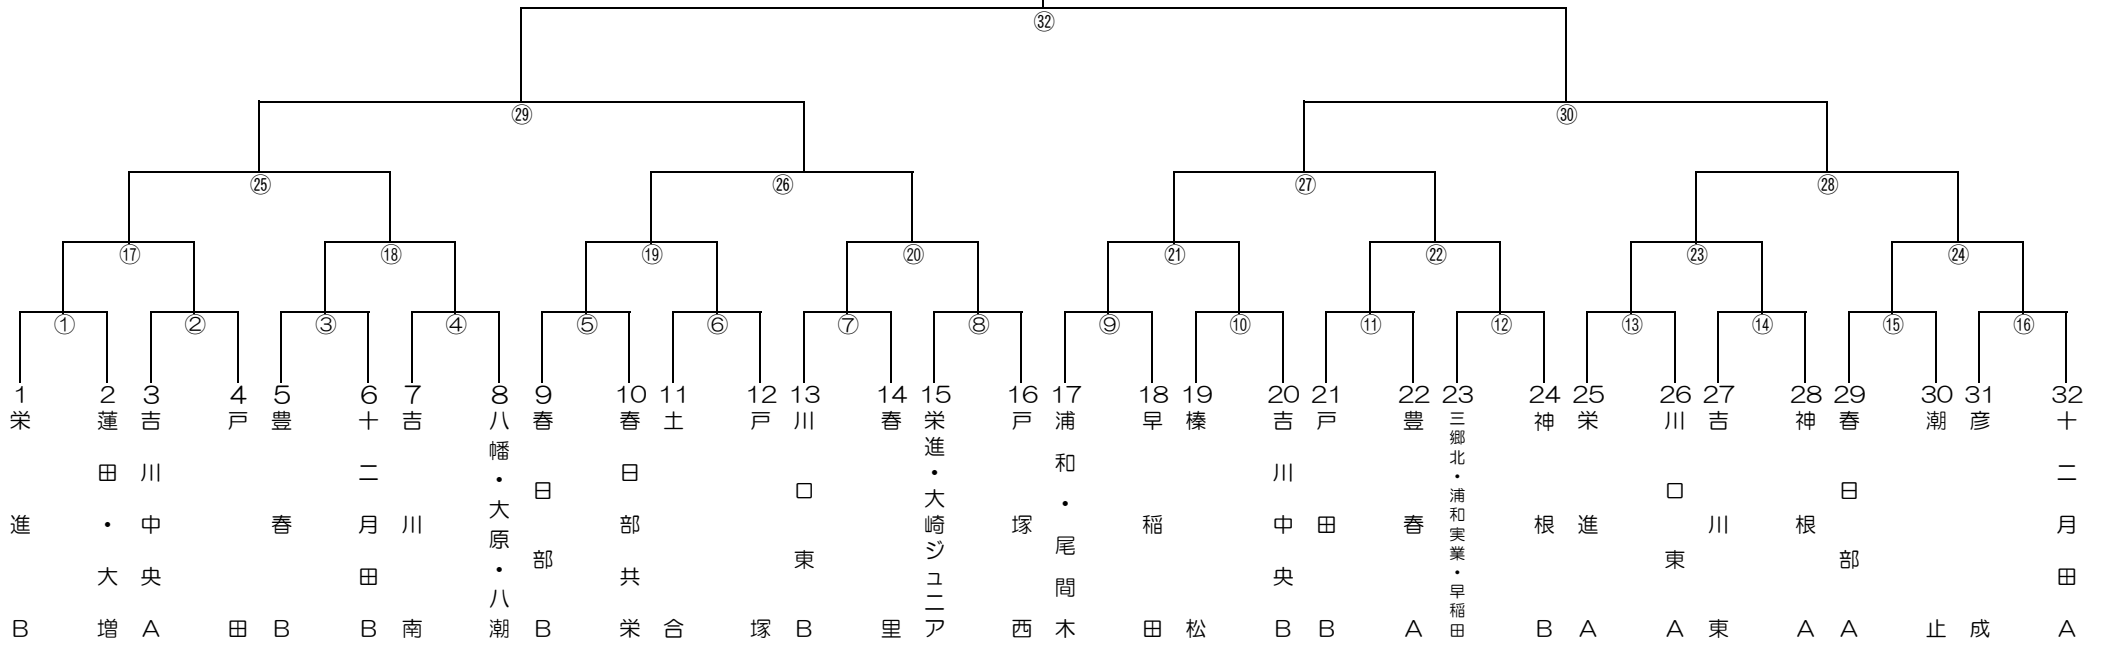 ㉜
㉙ ㉚
㉕ ㉖ ㉗ ㉘
⑰ ⑱ ⑲ ⑳ ㉑ ㉒ ㉓ ㉔
① ② ③ ④ ⑤ ⑥ ⑦ ⑧ ⑨ ⑩ ⑪ ⑫ ⑬ ⑭ ⑮ ⑯
1 栄進B
2 蓮田・大増
3 吉川中央A
4 戸田
5 豊春B
6 十二月田B
7 吉川南
8 八幡・大原・八潮
9 春日部B
10 春日部共栄
11 土合
12 戸塚
13 川口東B
14 春里
15 栄進・大崎ジュニア
16 戸塚西
17 浦和・尾間木
18 早稲田
19 榛松
20 吉川中央B
21 戸田B
22 豊春A
23 三郷北・浦和実業・早稲田
24 神根B
25 栄進A
26 川口東A
27 吉川東
28 神根A
29 春日部A
30 潮止
31 彦成
32 十二月田A